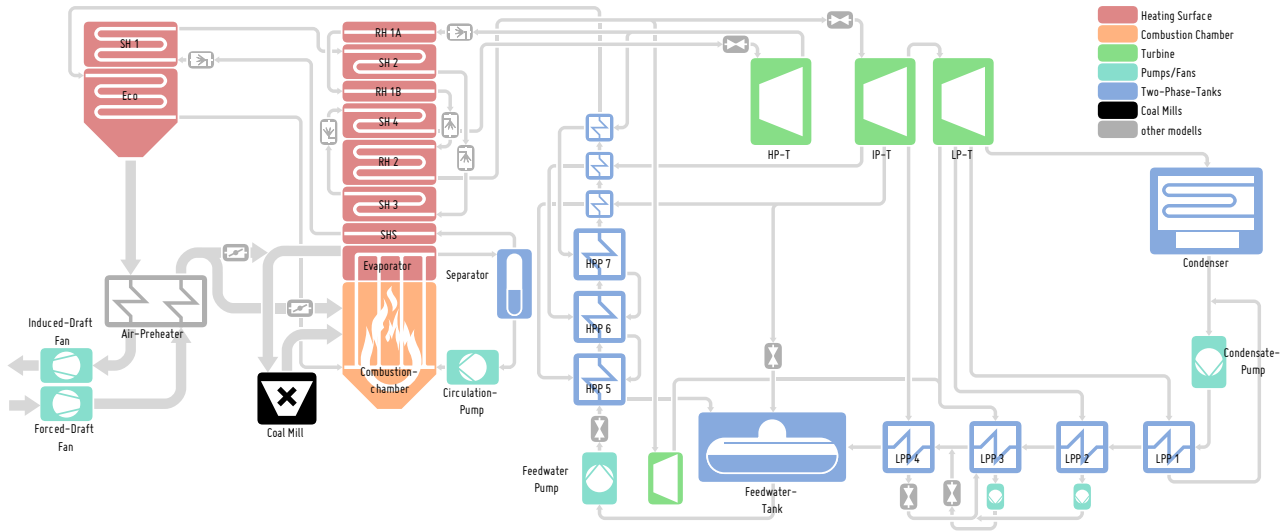 SH 1
Eco
RH 1A
SH 2
RH 1B
SH 4
RH 2
SH 3
SHS
Evaporator
Combustion-
chamber
Separator
Circulation-
Pump
Air-Preheater
Induced-Draft
Fan
Forced-Draft
Fan
Coal Mill
HPP 7
HPP 6
HPP 5
Feedwater
Pump
HP-T
IP-T
LP-T
Feedwater-
Tank
LPP 4
LPP 3
LPP 2
LPP 1
Condenser
Condensate-
Pump
Heating Surface
Combustion Chamber
Turbine
Pumps/Fans
Two-Phase-Tanks
Coal Mills
other modells